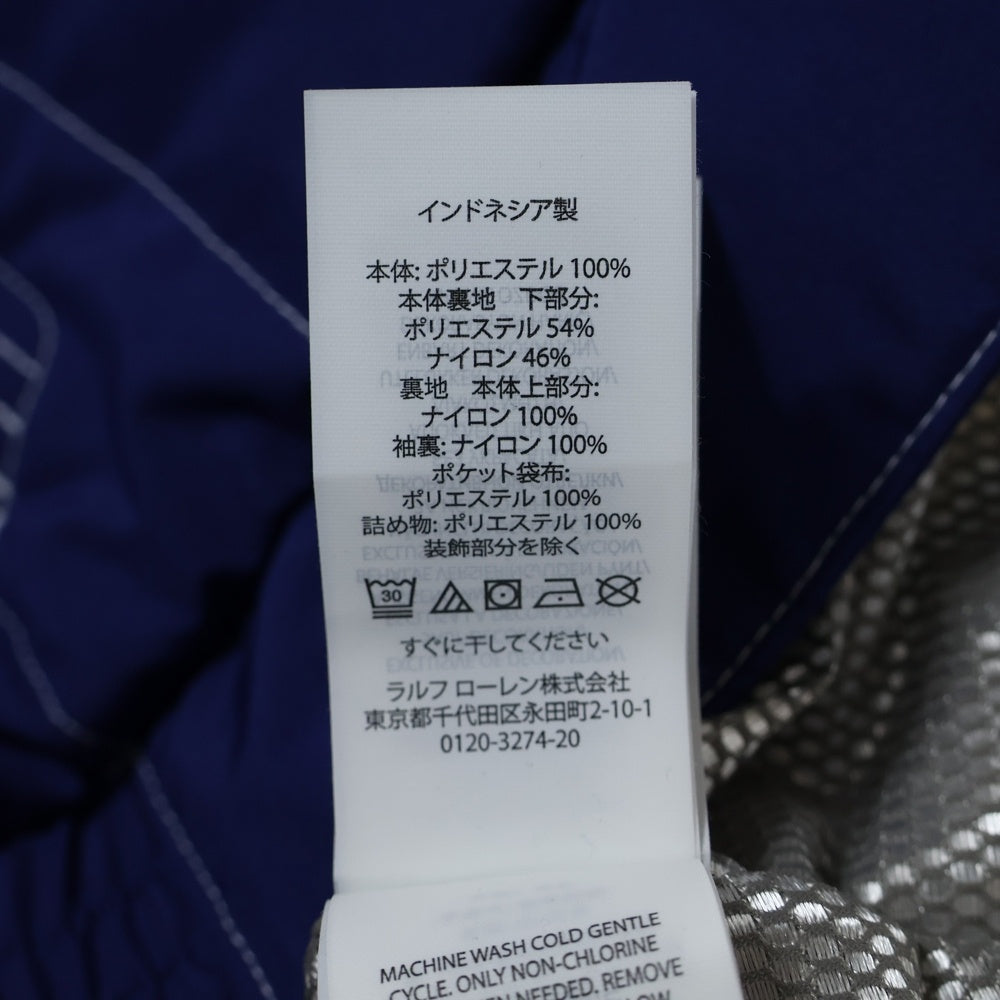 インドネシア製
本体: ポリエステル 100%
本体裏地　下部分:
ポリエステル 54%
ナイロン 46%
裏地　本体上部分:
ナイロン 100%
袖裏: ナイロン 100%
ポケット袋布:
ポリエステル 100%
詰め物: ポリエステル 100%
装飾部分を除く
30
すぐに干してください
ラルフ ローレン株式会社
東京都千代田区永田町2-10-1
0120-3274-20
MACHINE WASH COLD GENTLE
CYCLE. ONLY NON-CHLORINE
NEEDED. REMOVE